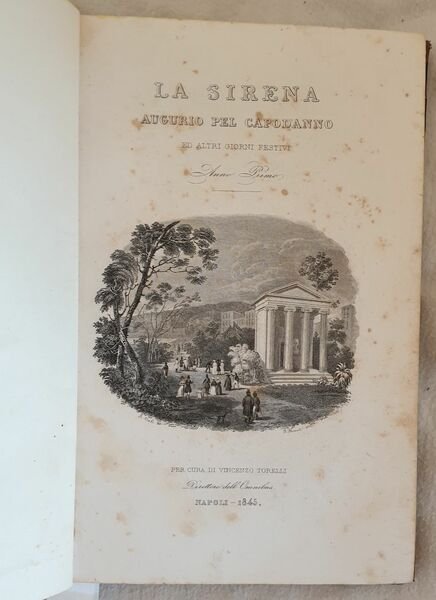 LA SIRENA
AUGURIO PEL CAPODANNO
ED ALTRI GIORNI FESTIVI
Anno Primo
PER CURA DI VINCENZO TORELLI
Direttore dell'Omnibus
NAPOLI - 1845.